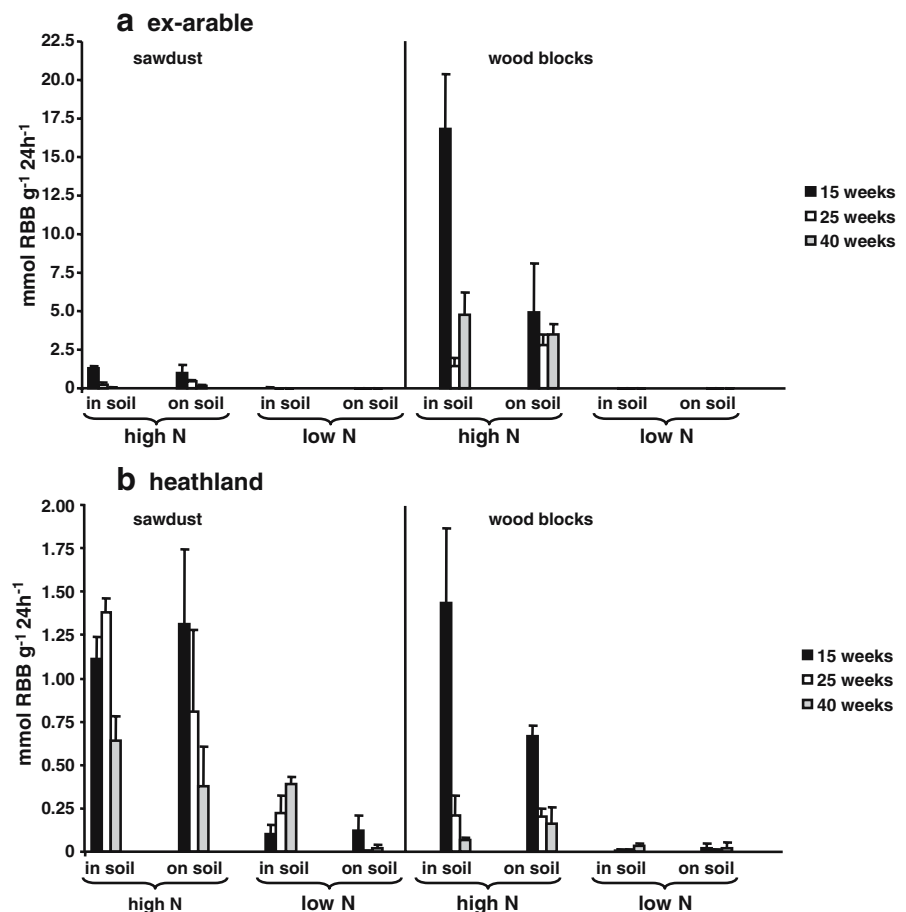 a ex-arable
sawdust
wood blocks
mmol RBB g⁻¹ 24h⁻¹
22.5
20.0
17.5
15.0
12.5
10.0
7.5
5.0
2.5
0
in soil on soil in soil on soil in soil on soil in soil on soil
high N low N high N low N
15 weeks
25 weeks
40 weeks
b heathland
sawdust
wood blocks
mmol RBB g⁻¹ 24h⁻¹
2.00
1.75
1.50
1.25
1.00
0.75
0.50
0.25
0
in soil on soil in soil on soil in soil on soil in soil on soil
high N low N high N low N
15 weeks
25 weeks
40 weeks